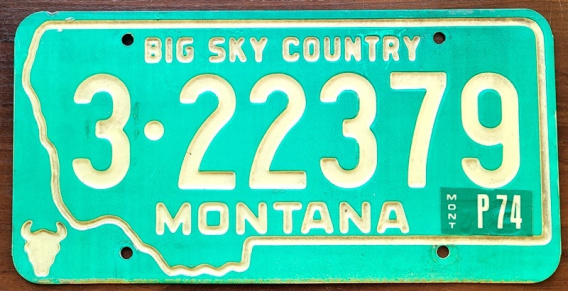 BIG SKY COUNTRY
3•22379
MONTANA
MONT P74